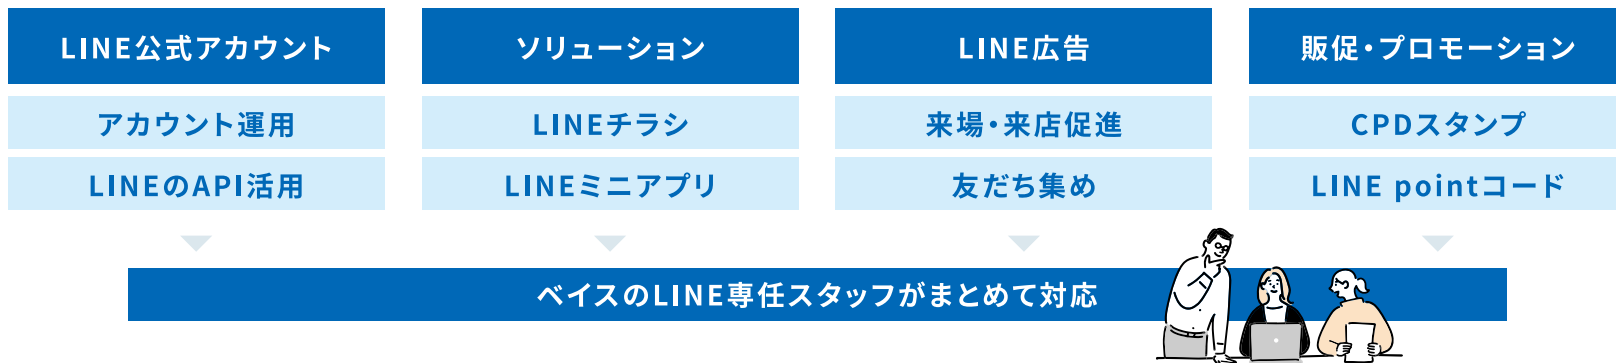 LINE公式アカウント
アカウント運用
LINEのAPI活用
ソリューション
LINEチラシ
LINEミニアプリ
LINE広告
来場・来店促進
友だち集め
販促・プロモーション
CPDスタンプ
LINE pointコード
ベイスのLINE専任スタッフがまとめて対応